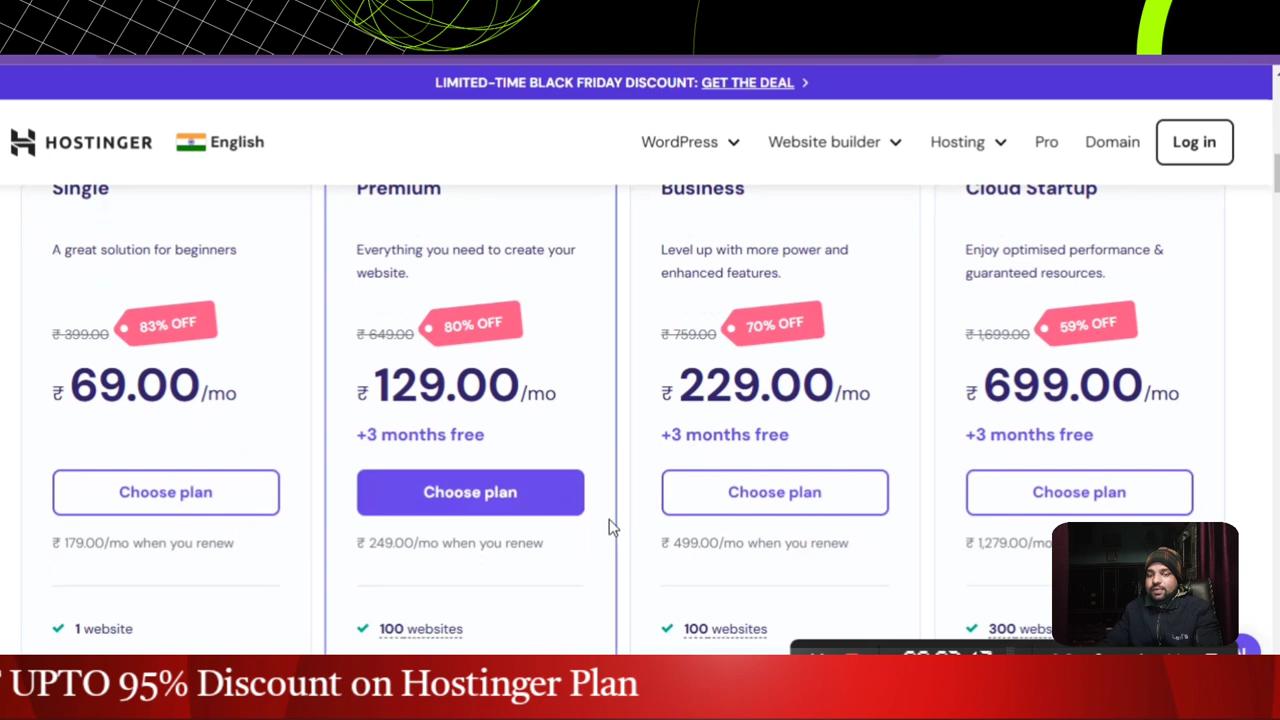 LIMITED-TIME BLACK FRIDAY DISCOUNT: GET THE DEAL
HOSTINGER English WordPress Website builder Hosting Pro Domain Log in
Single Premium Business Cloud Startup
A great solution for beginners
Everything you need to create your
website.
Level up with more power and
enhanced features.
Enjoy optimised performance &
guaranteed resources.
₹ 399.00 83% OFF
₹ 69.00/mo
Choose plan
₹ 179.00/mo when you renew
1 website
₹ 649.00 80% OFF
₹ 129.00/mo
+3 months free
Choose plan
₹ 249.00/mo when you renew
100 websites
₹ 759.00 70% OFF
₹ 229.00/mo
+3 months free
Choose plan
₹ 499.00/mo when you renew
100 websites
₹ 1,699.00 59% OFF
₹ 699.00/mo
+3 months free
Choose plan
₹ 1,279.00/mo
300 webs
UPTO 95% Discount on Hostinger Plan